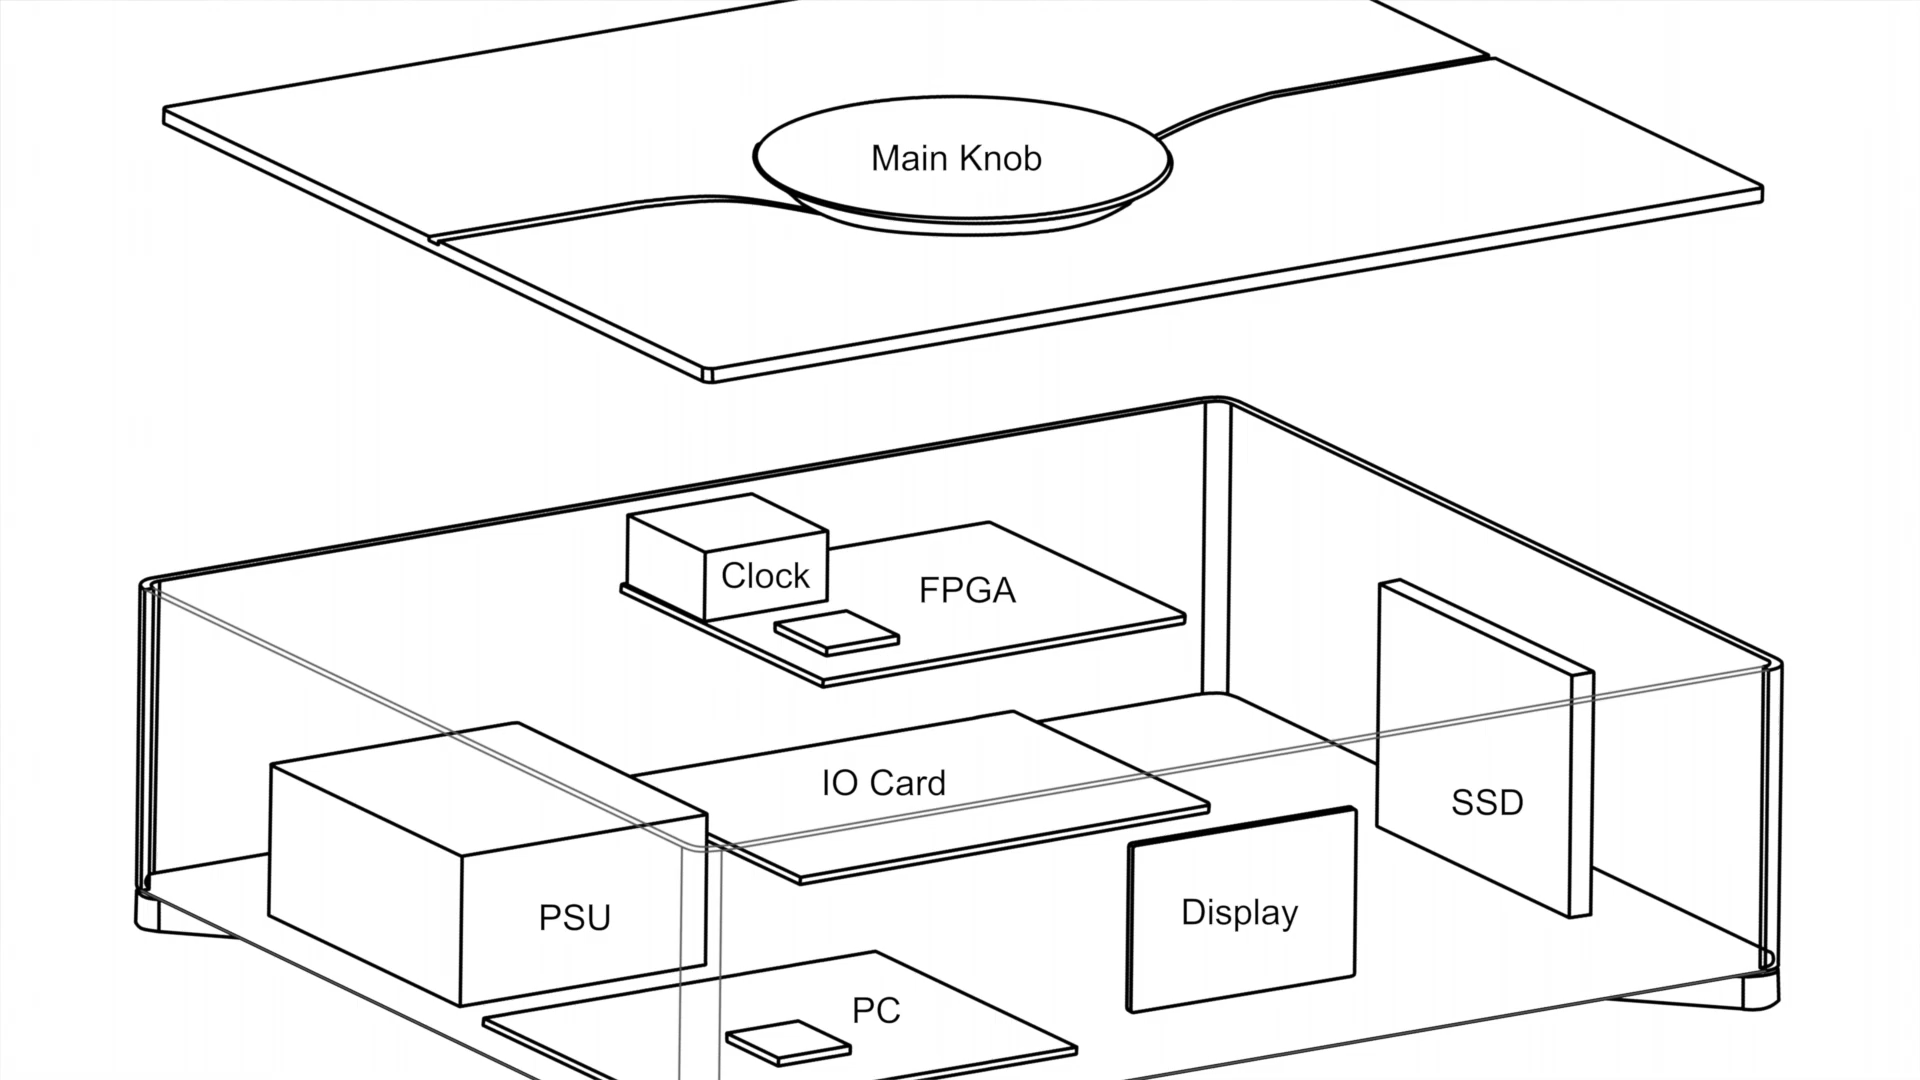 Main Knob
Clock
FPGA
IO Card
SSD
Display
PSU
PC